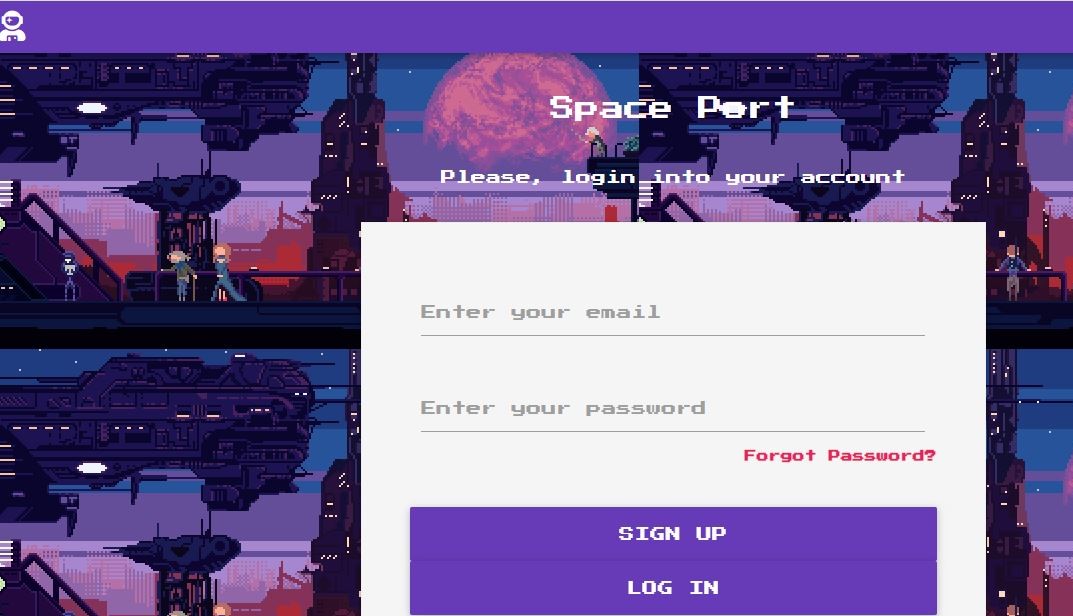 Space Port
Please, login into your account
Enter your email
Enter your password
Forgot Password?
SIGN UP
LOG IN